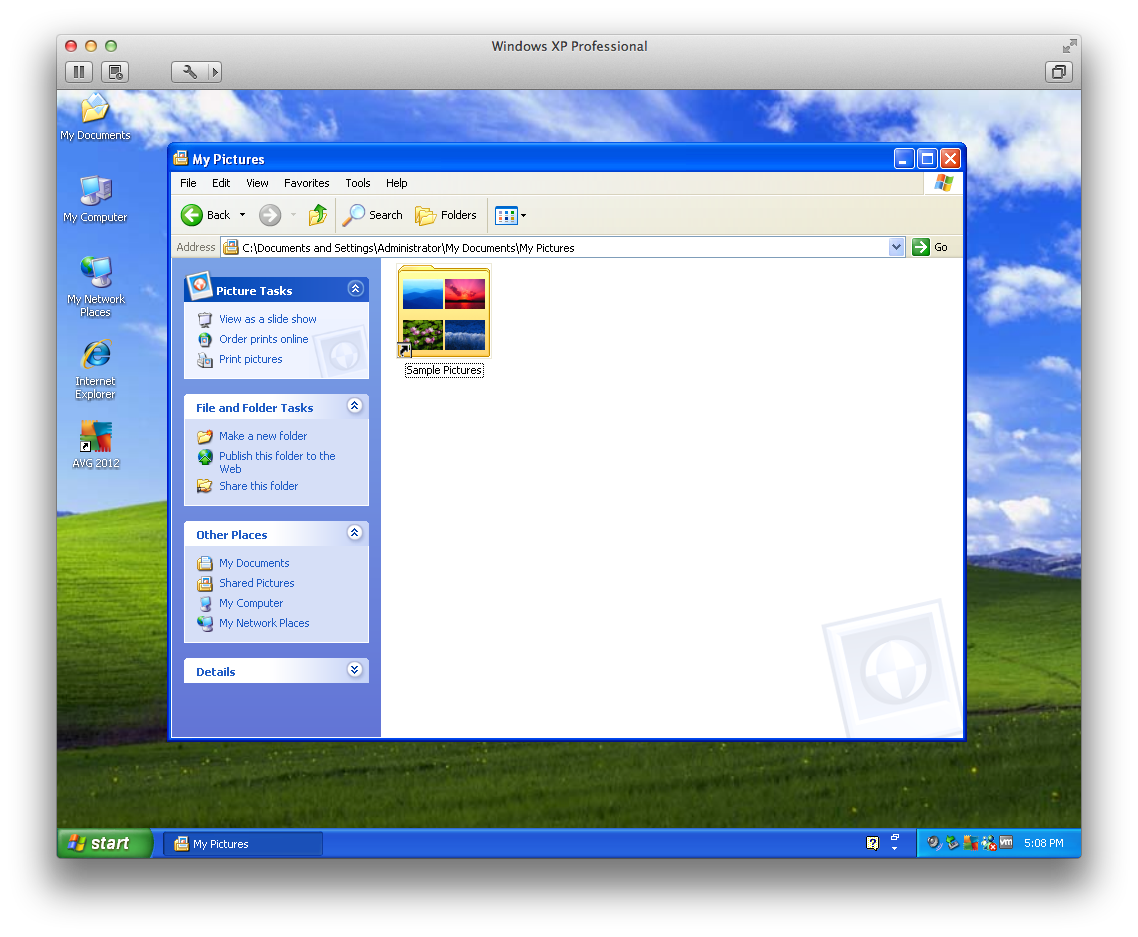 Windows XP Professional
My Documents
My Computer
My Network
Places
Internet
Explorer
AVG 2012
My Pictures
File Edit View Favorites Tools Help
Back Search Folders
Address C:\Documents and Settings\Administrator\My Documents\My Pictures Go
Picture Tasks
View as a slide show
Order prints online
Print pictures
File and Folder Tasks
Make a new folder
Publish this folder to the
Web
Share this folder
Other Places
My Documents
Shared Pictures
My Computer
My Network Places
Details
Sample Pictures
start My Pictures ? vm 5:08 PM